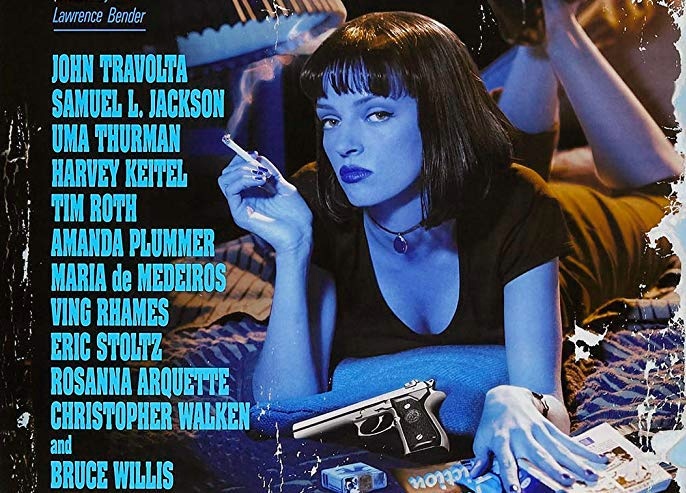 Lawrence Bender
JOHN TRAVOLTA
SAMUEL L. JACKSON
UMA THURMAN
HARVEY KEITEL
TIM ROTH
AMANDA PLUMMER
MARIA de MEDEIROS
VING RHAMES
ERIC STOLTZ
ROSANNA ARQUETTE
CHRISTOPHER WALKEN
and
BRUCE WILLIS
iction